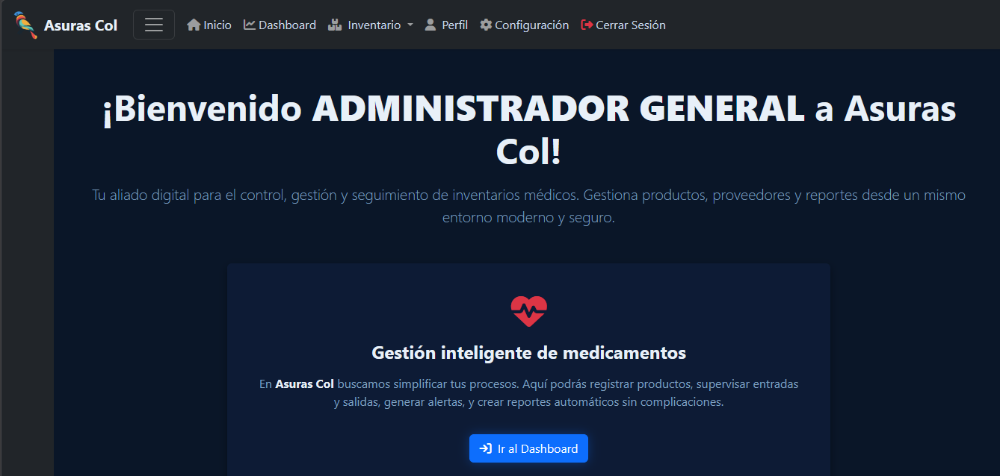 Asuras Col
Inicio
Dashboard
Inventario
Perfil
Configuración
Cerrar Sesión
¡Bienvenido ADMINISTRADOR GENERAL a Asuras
Col!
Tu aliado digital para el control, gestión y seguimiento de inventarios médicos. Gestiona productos, proveedores y reportes desde un mismo
entorno moderno y seguro.
Gestión inteligente de medicamentos
En Asuras Col buscamos simplificar tus procesos. Aquí podrás registrar productos, supervisar entradas
y salidas, generar alertas, y crear reportes automáticos sin complicaciones.
Ir al Dashboard